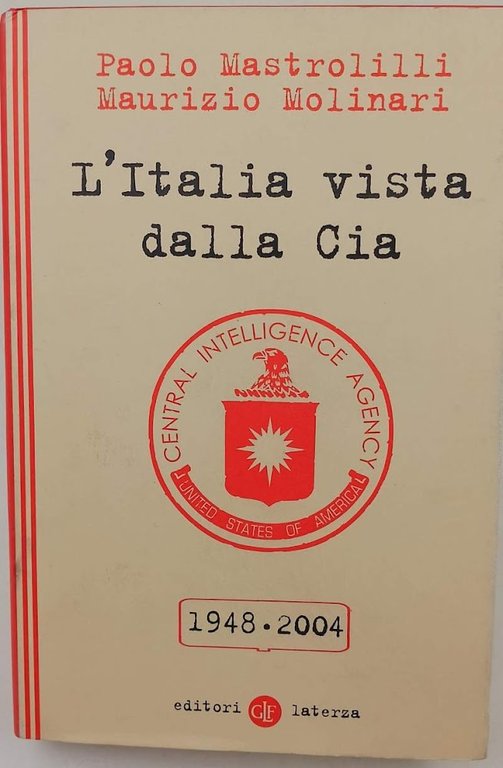 Paolo Mastrolilli
Maurizio Molinari
L'Italia vista
dalla Cia
CENTRAL INTELLIGENCE AGENCY
UNITED STATES OF AMERICA
1948·2004
editori GLF laterza